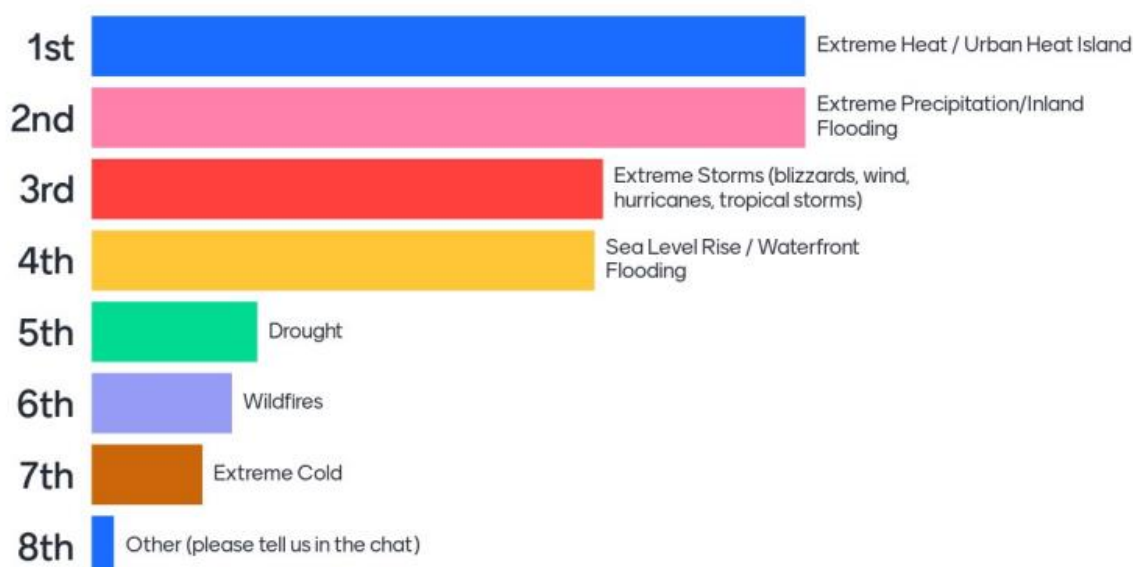 1st
Extreme Heat / Urban Heat Island
2nd
Extreme Precipitation/Inland
Flooding
3rd
Extreme Storms (blizzards, wind,
hurricanes, tropical storms)
4th
Sea Level Rise / Waterfront
Flooding
5th
Drought
6th
Wildfires
7th
Extreme Cold
8th
Other (please tell us in the chat)